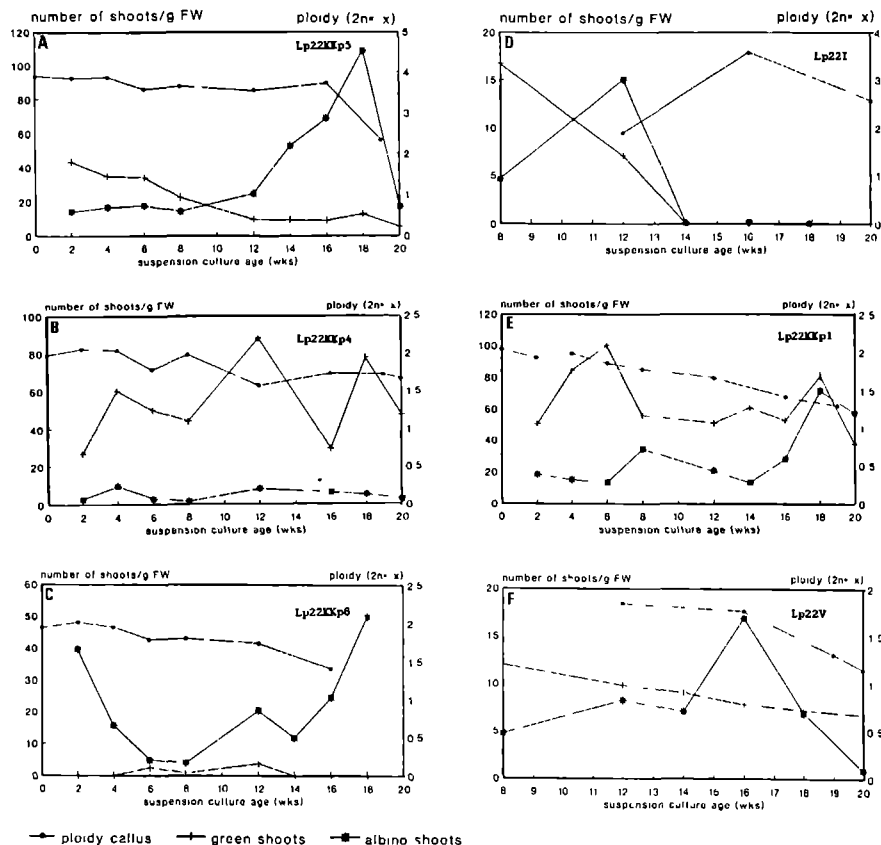 number of shoots/g FW ploidy (2n= x)
A
Lp22KKp5
120
100
80
60
40
20
0
5
4
3
2
1
0
0 2 4 6 8 10 12 14 16 18 20
suspension culture age (wks)
number of shoots/g FW ploidy (2n= x)
B
Lp22KKp4
100
80
60
40
20
0
2 5
2
1 5
1
0 5
0
0 2 4 6 8 10 12 14 16 18 20
suspension culture age (wks)
number of shoots/g FW ploidy (2n= x)
C
Lp22KKp6
60
50
40
30
20
10
0
2 5
2
1 5
1
0 5
0
0 2 4 6 8 10 12 14 16 18 20
suspension culture age (wks)
number of shoots/g FW ploidy (2n= x)
D
Lp22I
20
15
10
5
0
4
3
2
1
0
8 9 10 11 12 13 14 15 16 17 18 19 20
suspension culture age (wks)
number of shoots/g FW ploidy (2n= x)
E
Lp22KKp1
140
120
100
80
60
40
20
0
2 5
2
1 5
1
0 5
0
0 2 4 6 8 10 12 14 16 18 20
suspension culture age (wks)
number of shoots/g FW ploidy (2n= x)
F
Lp22V
20
15
10
5
0
2
1 5
1
0 5
0
8 9 10 11 12 13 14 15 16 17 18 19 20
suspension culture age (wks)
ploidy callus green shoots albino shoots